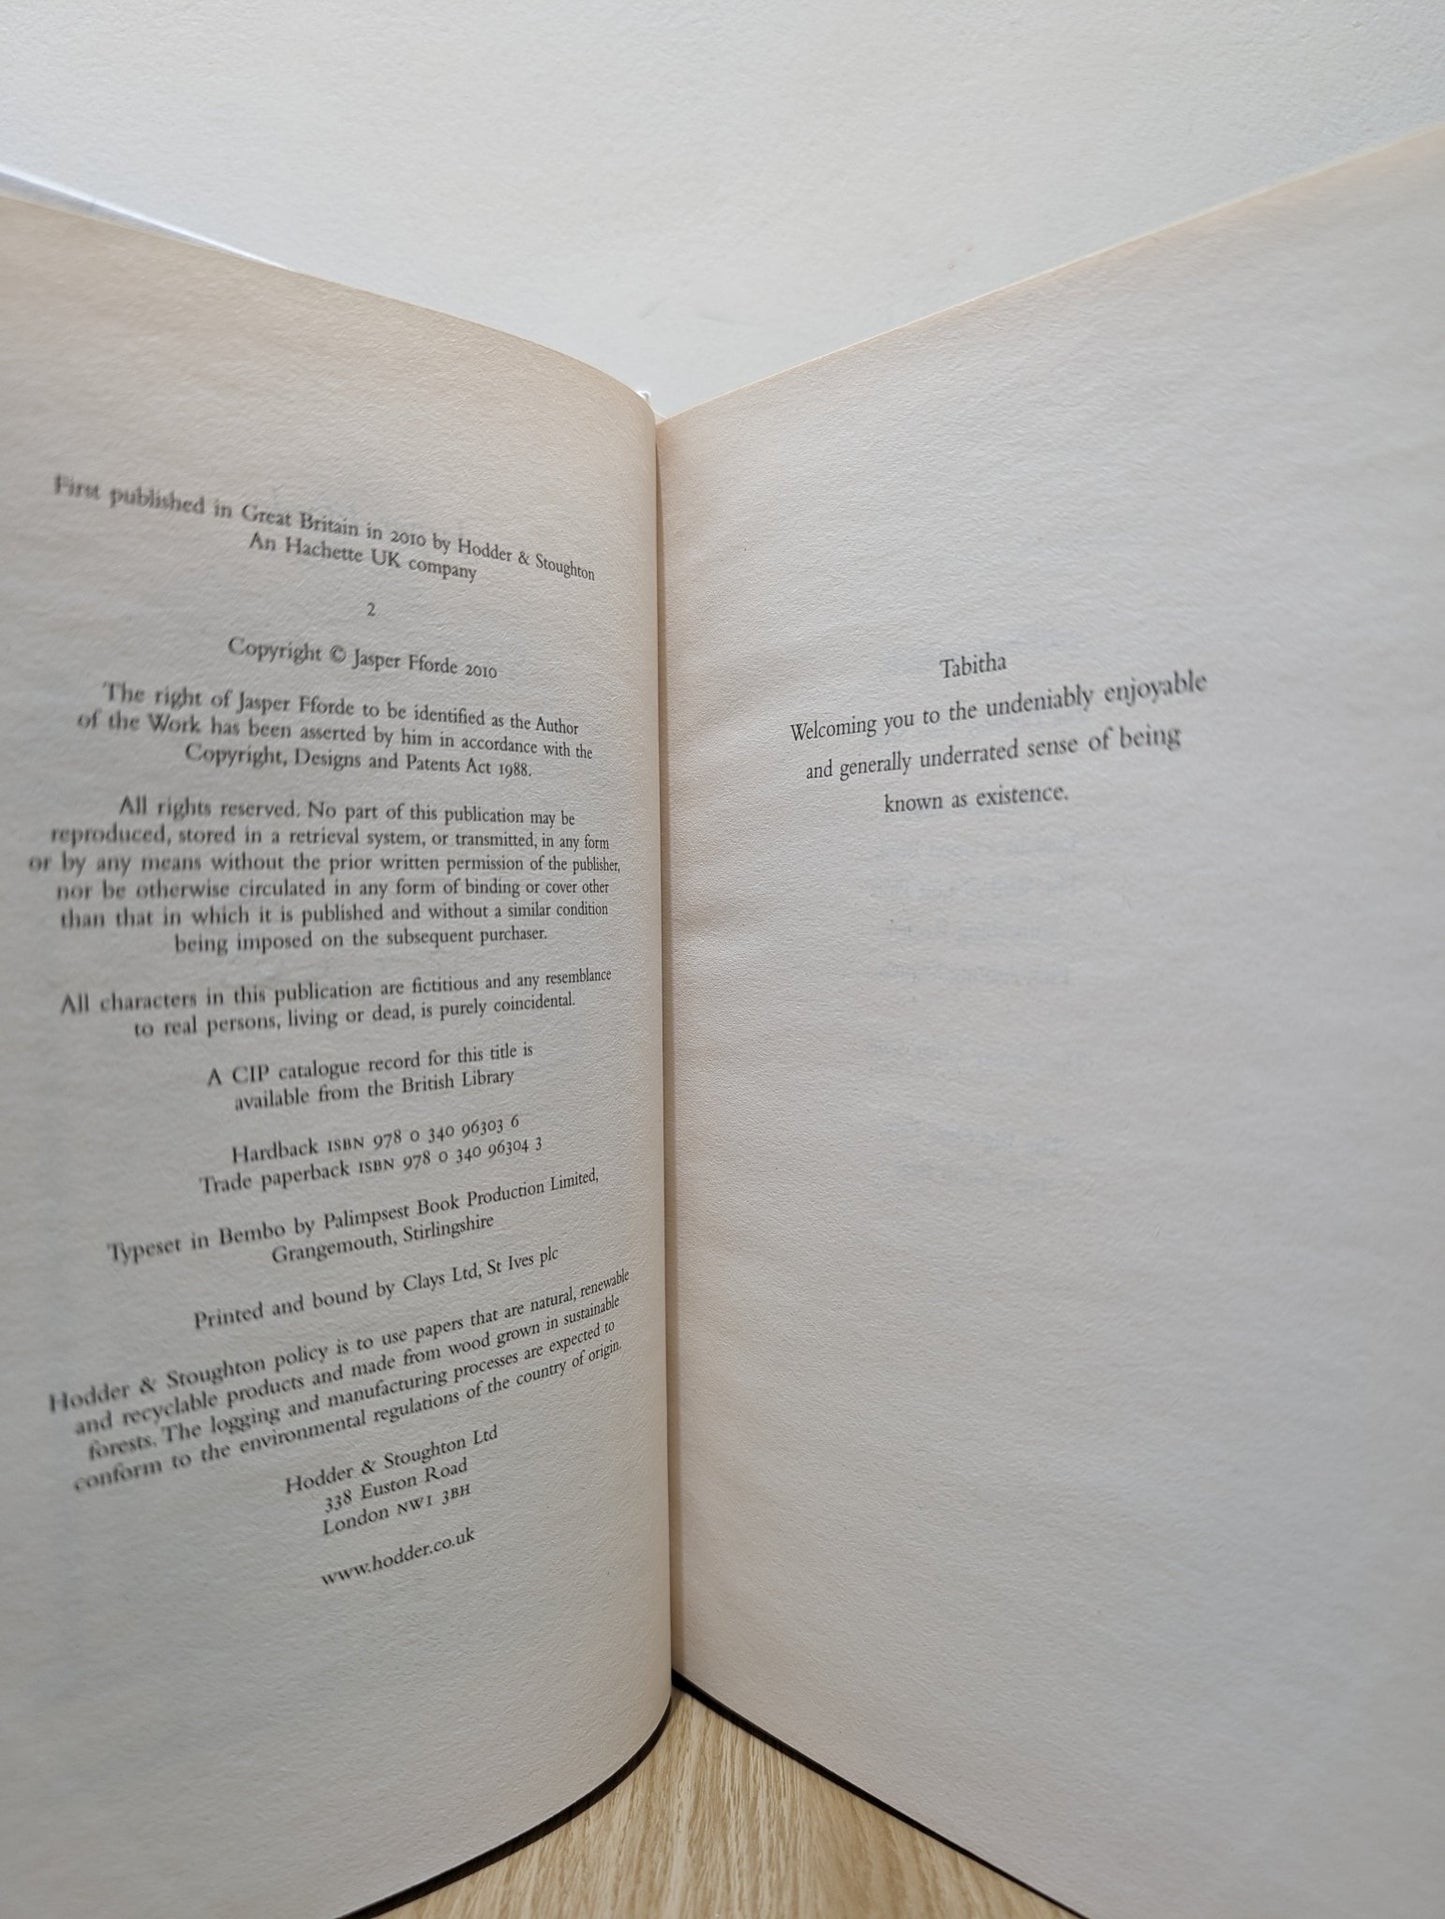 First published in Great Britain in 2010 by Hodder & Stoughton
An Hachette UK company
2
Copyright © Jasper Fforde 2010
The right of Jasper Fforde to be identified as the Author
of the Work has been asserted by him in accordance with the
Copyright, Designs and Patents Act 1988.
All rights reserved. No part of this publication may be
reproduced, stored in a retrieval system, or transmitted, in any form
or by any means without the prior written permission of the publisher,
nor be otherwise circulated in any form of binding or cover other
than that in which it is published and without a similar condition
being imposed on the subsequent purchaser.
All characters in this publication are fictitious and any resemblance
to real persons, living or dead, is purely coincidental.
A CIP catalogue record for this title is
available from the British Library
Hardback ISBN 978 0 340 96303 6
Trade paperback ISBN 978 0 340 96304 3
Typeset in Bembo by Palimpsest Book Production Limited,
Grangemouth, Stirlingshire
Printed and bound by Clays Ltd, St Ives plc
Hodder & Stoughton policy is to use papers that are natural, renewable
and recyclable products and made from wood grown in sustainable
forests. The logging and manufacturing processes are expected to
conform to the environmental regulations of the country of origin.
Hodder & Stoughton Ltd
338 Euston Road
London NW1 3BH
www.hodder.co.uk
Tabitha
Welcoming you to the undeniably enjoyable
and generally underrated sense of being
known as existence.